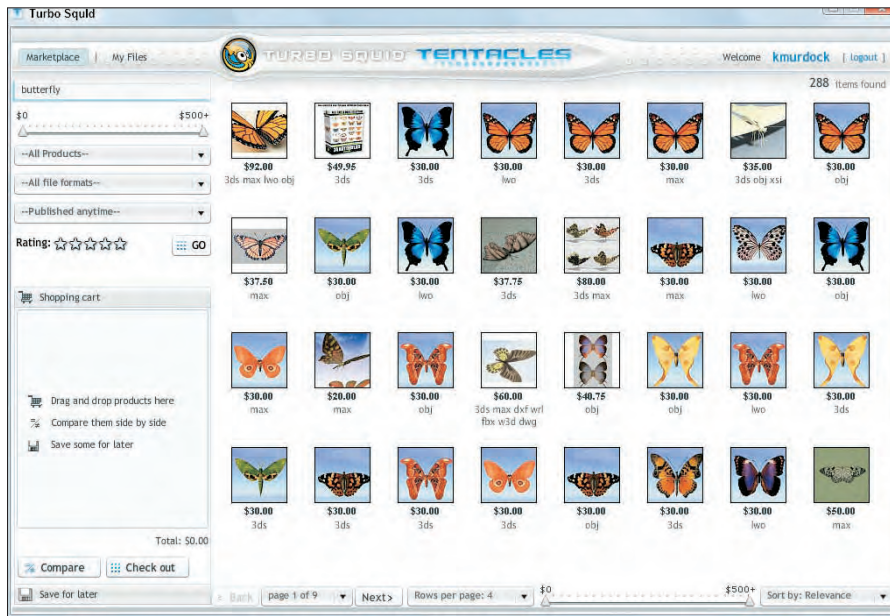 Turbo Squid
Marketplace | My Files
TURBO SQUID TENTACLES
Welcome kmurdock [ logout ]
288 Items found
butterfly
$0 $500+
--All Products--
--All file formats--
--Published anytime--
Rating:
GO
Shopping cart
Drag and drop products here
Compare them side by side
Save some for later
Total: $0.00
Compare
Check out
Save for later
$92.00 $49.95 $30.00 $30.00 $30.00 $30.00 $35.00 $30.00
3ds max lwo obj 3ds 3ds lwo 3ds max 3ds obj xsi obj
$37.50 $30.00 $30.00 $37.75 $80.00 $30.00 $30.00 $30.00
max obj lwo 3ds 3ds max max lwo obj
$30.00 $20.00 $30.00 $60.00 $40.75 $30.00 $30.00 $30.00
max max obj 3ds max dxf wrl obj obj lwo 3ds
fbx w3d dwg
$30.00 $30.00 $30.00 $30.00 $30.00 $30.00 $30.00 $50.00
3ds 3ds 3ds 3ds obj 3ds lwo max
< Back page 1 of 9 Next> Rows per page: 4 $0 $500+ Sort by: Relevance